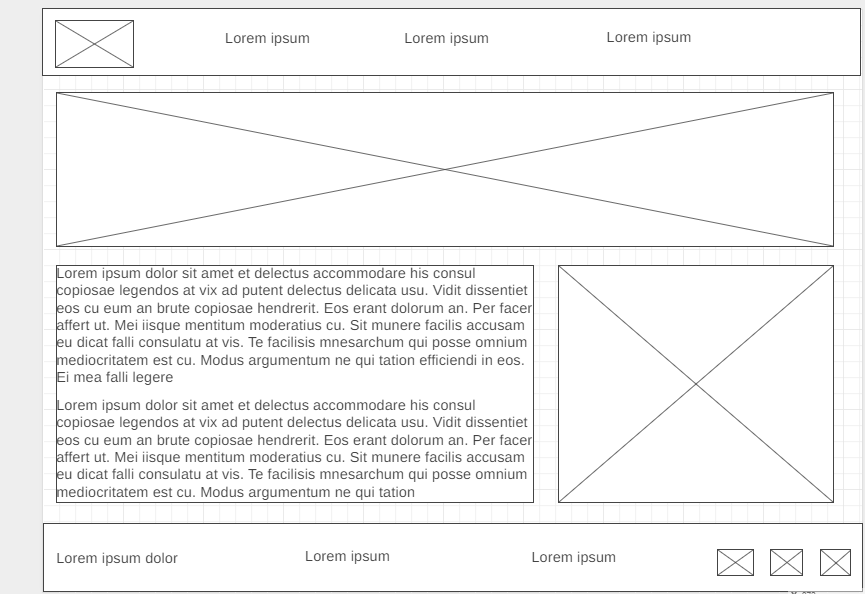 Lorem ipsum
Lorem ipsum
Lorem ipsum
Lorem ipsum dolor sit amet et delectus accommodare his consul
copiosae legendos at vix ad putent delectus delicata usu. Vidit dissentiet
eos cu eum an brute copiosae hendrerit. Eos erant dolorum an. Per facer
affert ut. Mei iisque mentitum moderatius cu. Sit munere facilis accusam
eu dicat falli consulatu at vis. Te facilisis mnesarchum qui posse omnium
mediocritatem est cu. Modus argumentum ne qui tation efficiendi in eos.
Ei mea falli legere
Lorem ipsum dolor sit amet et delectus accommodare his consul
copiosae legendos at vix ad putent delectus delicata usu. Vidit dissentiet
eos cu eum an brute copiosae hendrerit. Eos erant dolorum an. Per facer
affert ut. Mei iisque mentitum moderatius cu. Sit munere facilis accusam
eu dicat falli consulatu at vis. Te facilisis mnesarchum qui posse omnium
mediocritatem est cu. Modus argumentum ne qui tation
Lorem ipsum dolor
Lorem ipsum
Lorem ipsum